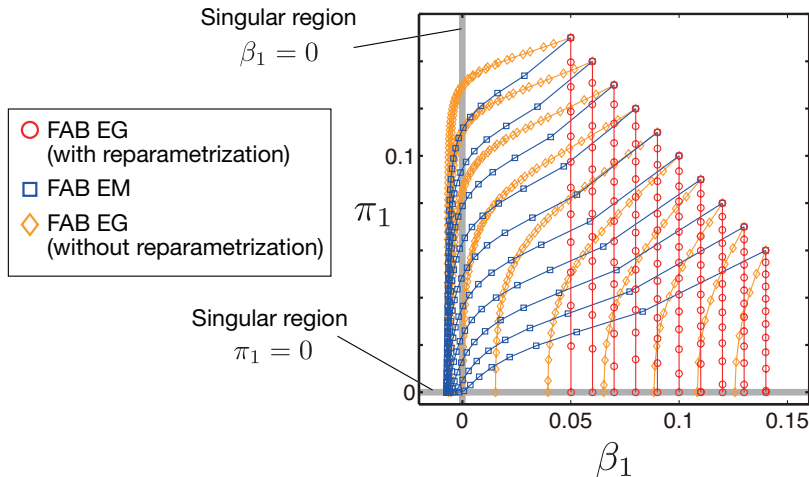 Singular region
β₁ = 0
FAB EG
(with reparametrization)
FAB EM
FAB EG
(without reparametrization)
Singular region
π₁ = 0
π₁
0.1
0
0
0.05
0.1
0.15
β₁